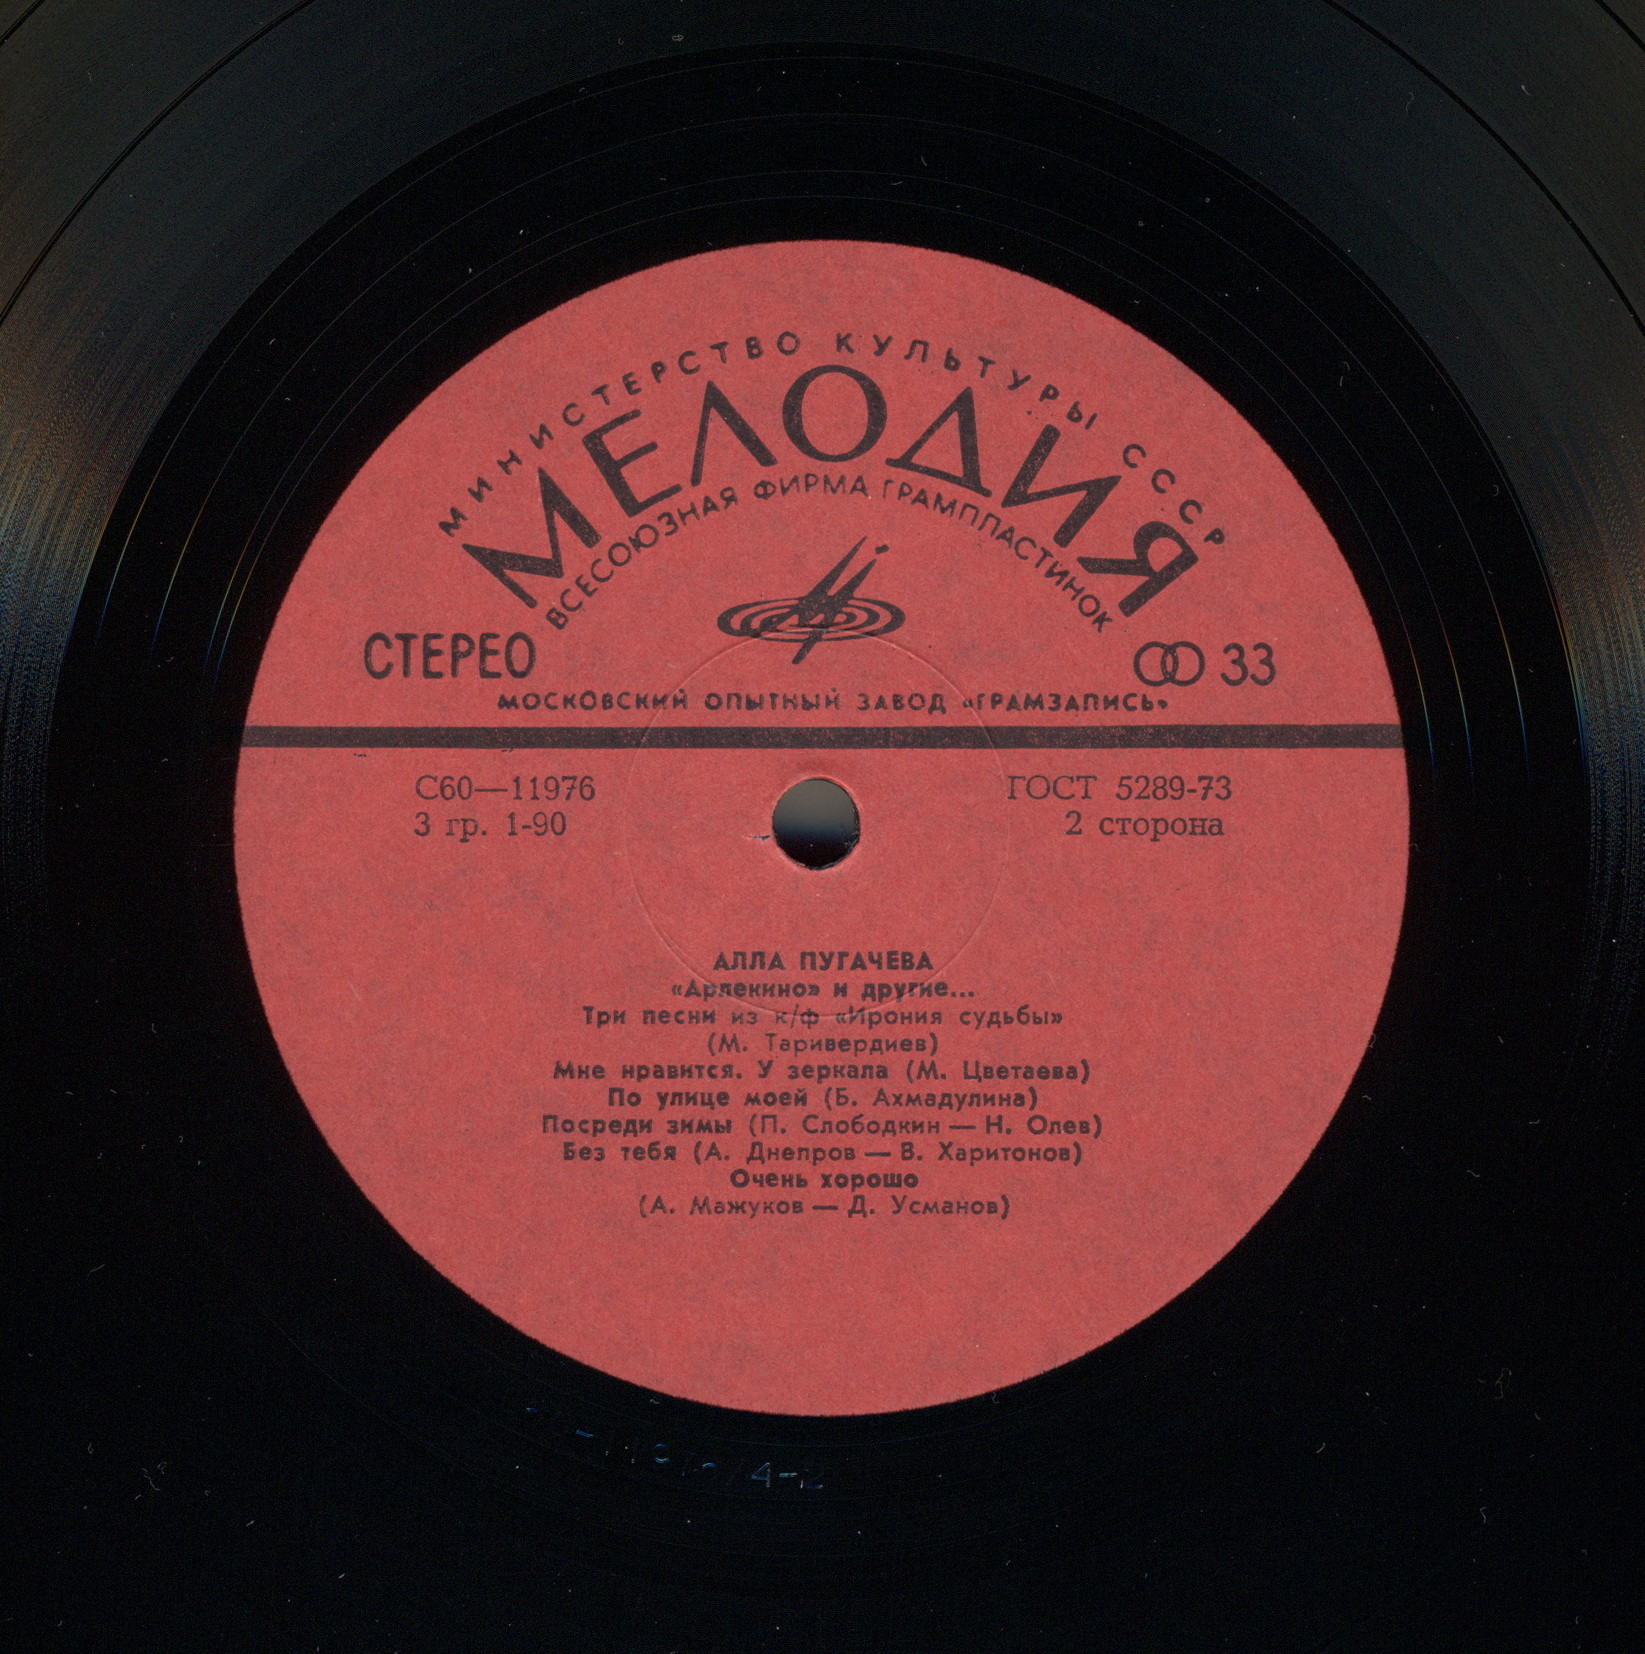 МИНИСТЕРСТВО КУЛЬТУРЫ СССР
МЕЛОДИЯ
ВСЕСОЮЗНАЯ ФИРМА ГРАМПЛАСТИНОК
СТЕРЕО
33
МОСКОВСКИЙ ОПЫТНЫЙ ЗАВОД «ГРАМЗАПИСЬ»
С60—11976 ГОСТ 5289-73
3 гр. 1-90 2 сторона
АЛЛА ПУГАЧЕВА
«Арлекино» и другие...
Три песни из к/ф «Ирония судьбы»
(М. Таривердиев)
Мне нравится. У зеркала (М. Цветаева)
По улице моей (Б. Ахмадулина)
Посреди зимы (П. Слободкин — Н. Олев)
Без тебя (А. Днепров — В. Харитонов)
Очень хорошо
(А. Мажуков — Д. Усманов)